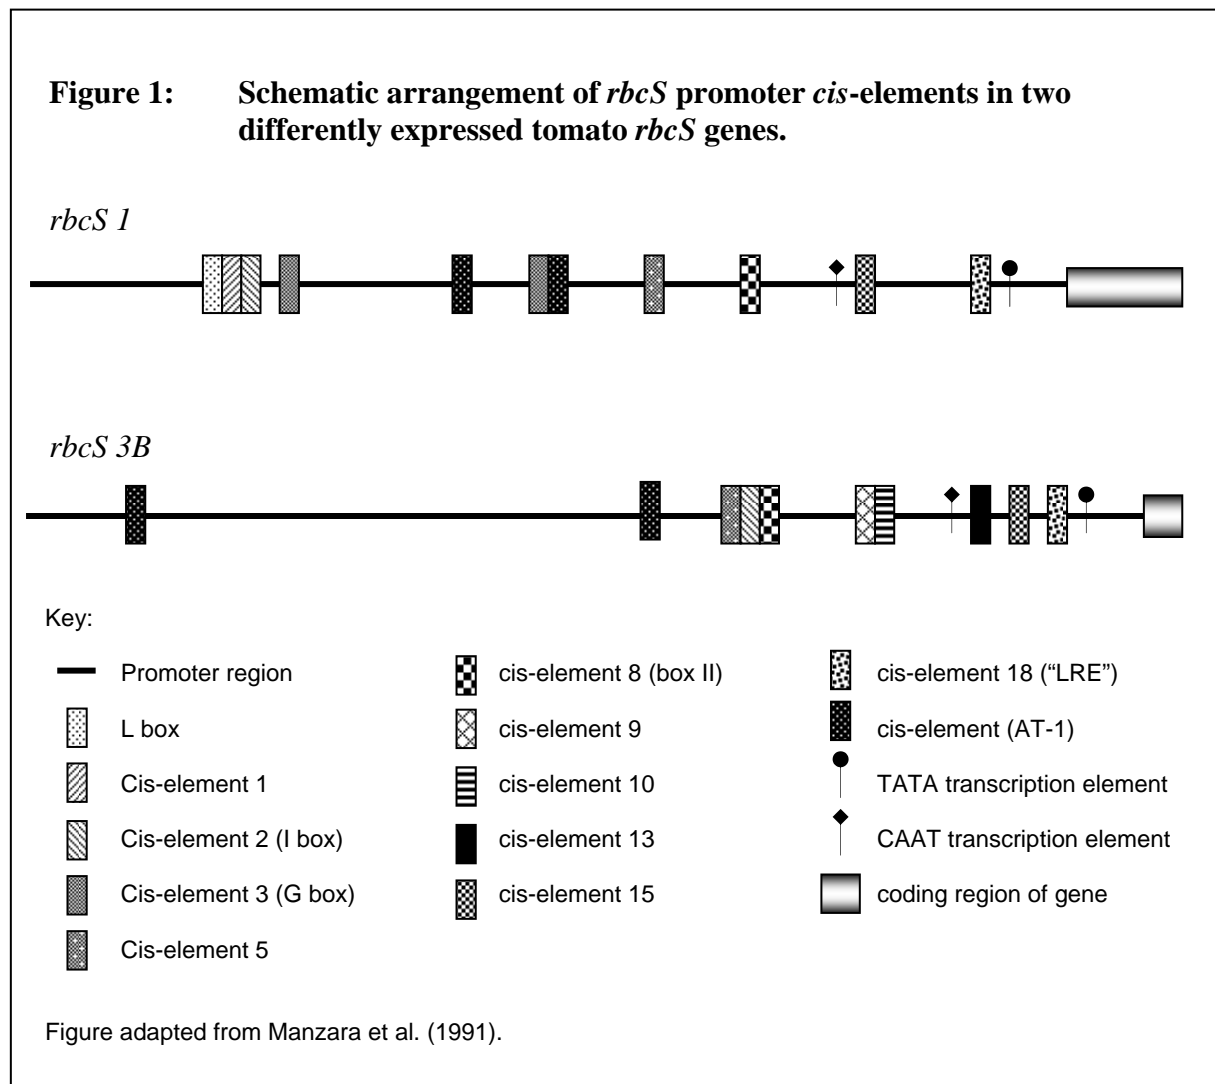 Figure 1: Schematic arrangement of rbcS promoter cis-elements in two
differently expressed tomato rbcS genes.
rbcS 1
rbcS 3B
Key:
Promoter region
L box
Cis-element 1
Cis-element 2 (I box)
Cis-element 3 (G box)
Cis-element 5
cis-element 8 (box II)
cis-element 9
cis-element 10
cis-element 13
cis-element 15
cis-element 18 (“LRE”)
cis-element (AT-1)
TATA transcription element
CAAT transcription element
coding region of gene
Figure adapted from Manzara et al. (1991).